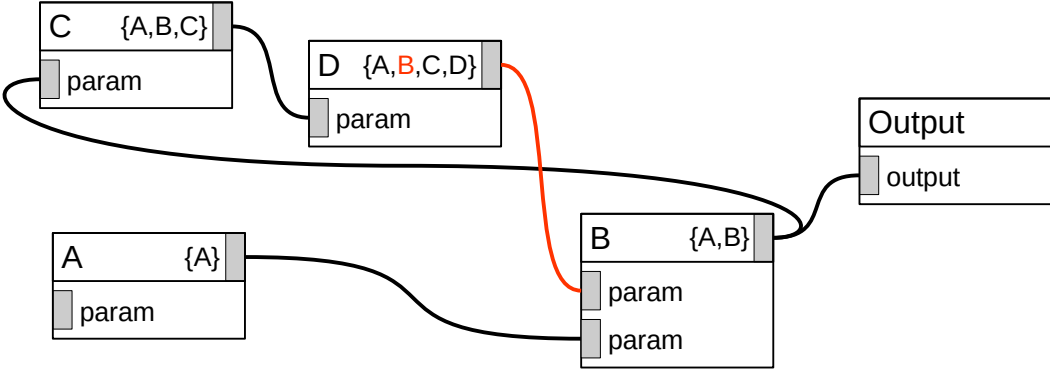 C {A,B,C}
param
D {A,B,C,D}
param
Output
output
A {A}
param
B {A,B}
param
param